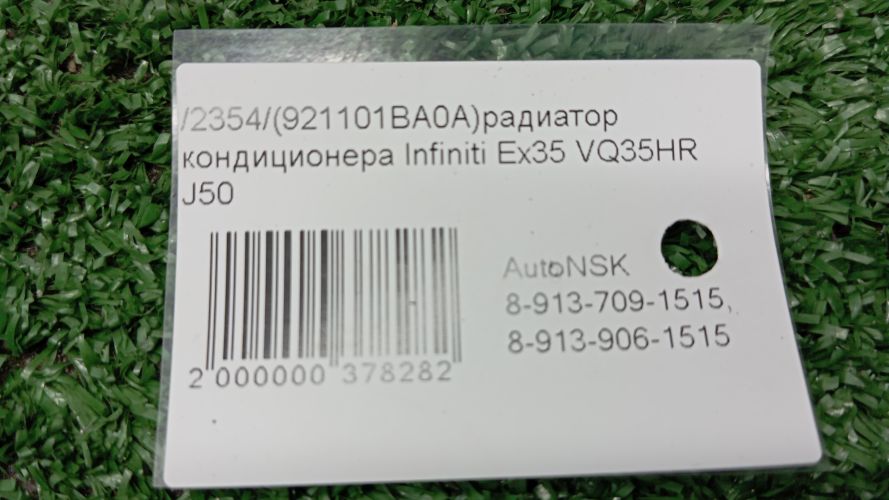 /2354/(921101BA0A)радиатор
кондиционера Infiniti Ex35 VQ35HR
J50
AutoNSK
8-913-709-1515,
8-913-906-1515
2 000000 378282